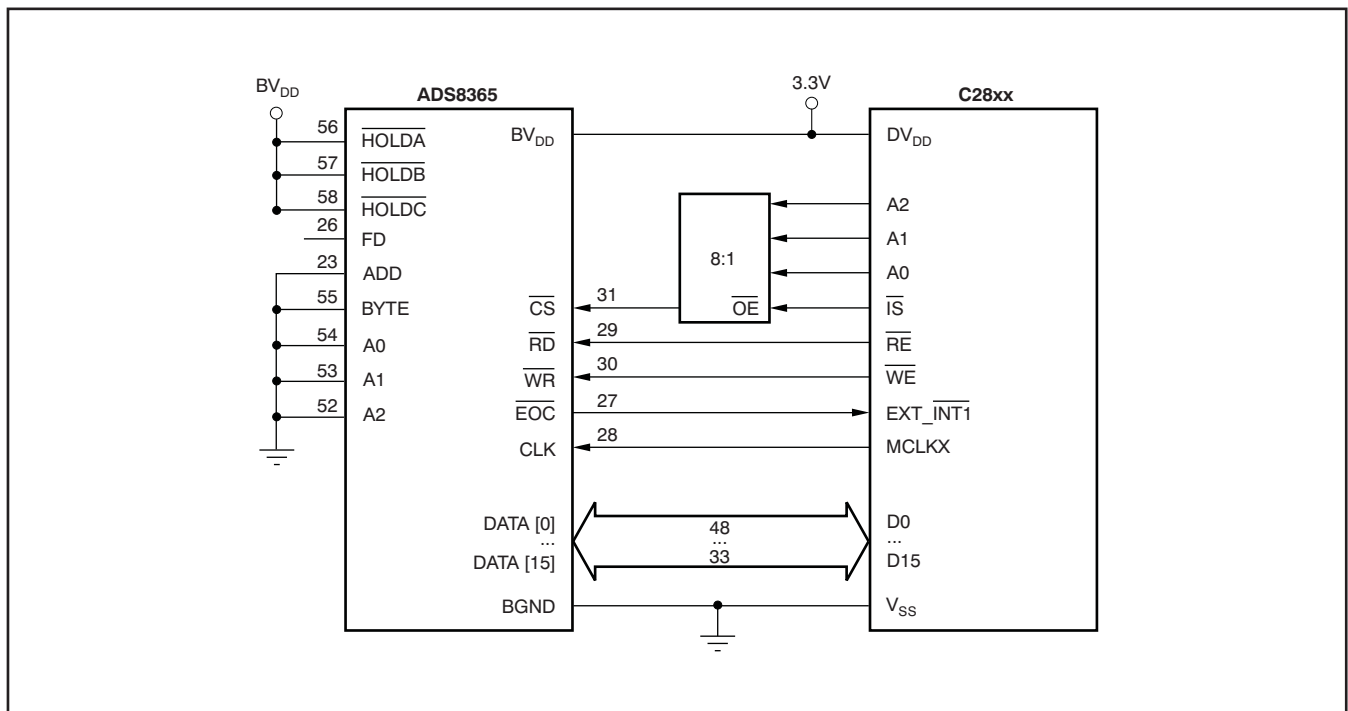 BVDD
ADS8365
3.3V
C28xx
56
HOLDA
57
HOLDB
58
HOLDC
26
FD
23
ADD
55
BYTE
54
A0
53
A1
52
A2
BVDD
CS
31
RD
29
WR
30
EOC
27
CLK
28
DATA [0]
...
DATA [15]
BGND
8:1
OE
48
...
33
DVDD
A2
A1
A0
IS
RE
WE
EXT_INT1
MCLKX
D0
...
D15
VSS